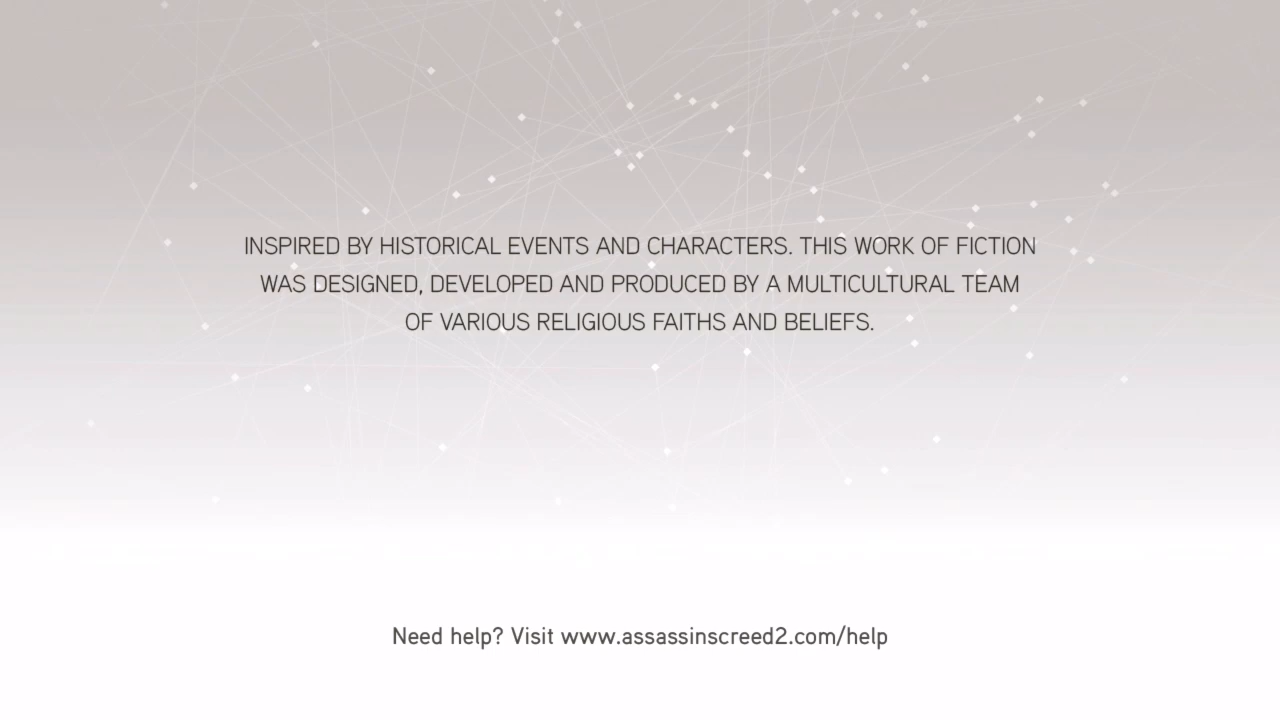 INSPIRED BY HISTORICAL EVENTS AND CHARACTERS. THIS WORK OF FICTION
WAS DESIGNED, DEVELOPED AND PRODUCED BY A MULTICULTURAL TEAM
OF VARIOUS RELIGIOUS FAITHS AND BELIEFS.
Need help? Visit www.assassinscreed2.com/help